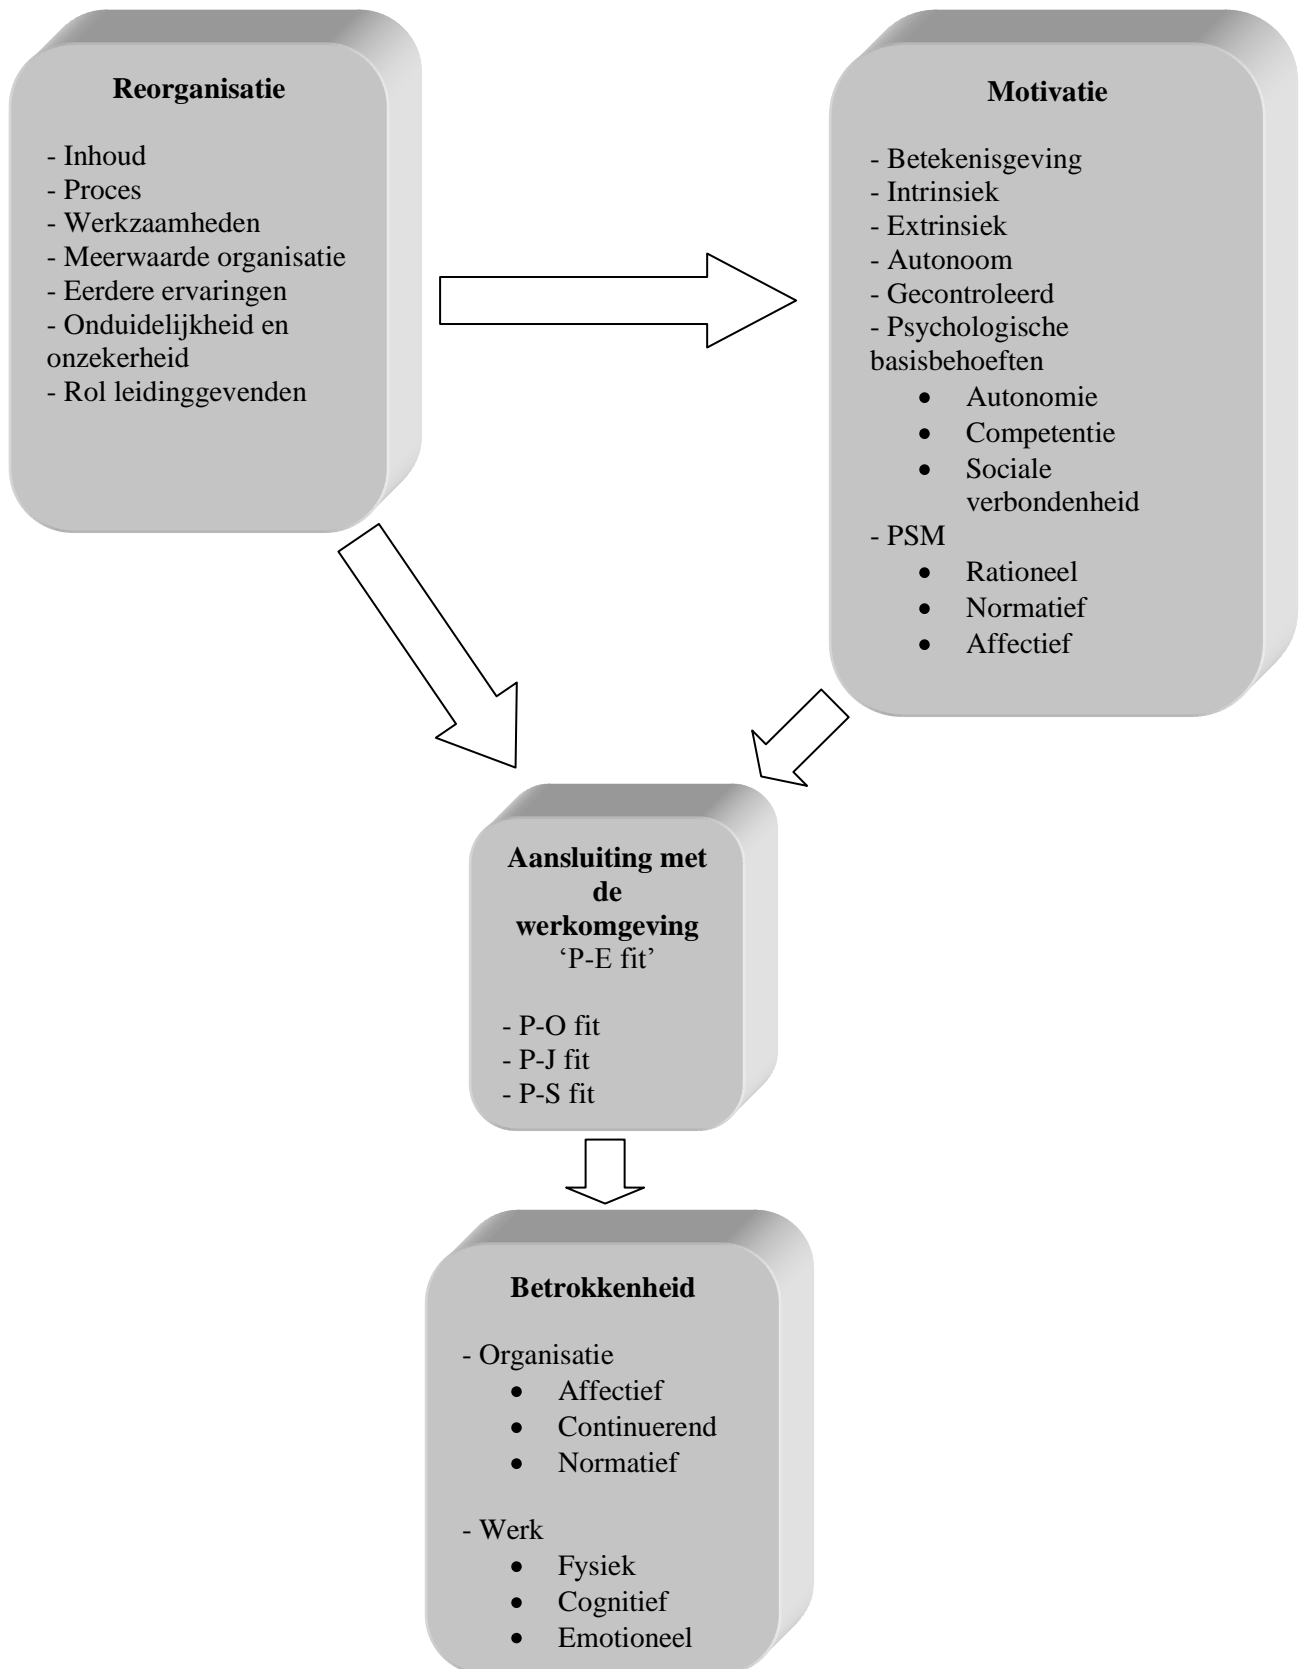 Reorganisatie
- Inhoud
- Proces
- Werkzaamheden
- Meerwaarde organisatie
- Eerdere ervaringen
- Onduidelijkheid en
onzekerheid
- Rol leidinggevenden
Motivatie
- Betekenisgeving
- Intrinsiek
- Extrinsiek
- Autonoom
- Gecontroleerd
- Psychologische
basisbehoeften
• Autonomie
• Competentie
• Sociale
verbondenheid
- PSM
• Rationeel
• Normatief
• Affectief
Aansluiting met
de
werkomgeving
‘P-E fit’
- P-O fit
- P-J fit
- P-S fit
Betrokkenheid
- Organisatie
• Affectief
• Continuerend
• Normatief
- Werk
• Fysiek
• Cognitief
• Emotioneel